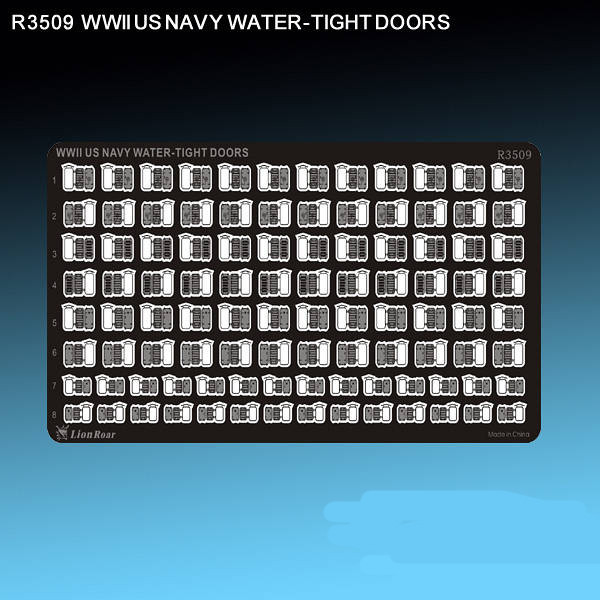 R3509 WWII US NAVY WATER-TIGHT DOORS
WWII US NAVY WATER-TIGHT DOORS R3509
1
2
3
4
5
6
7
8
Lion Roar Made in China